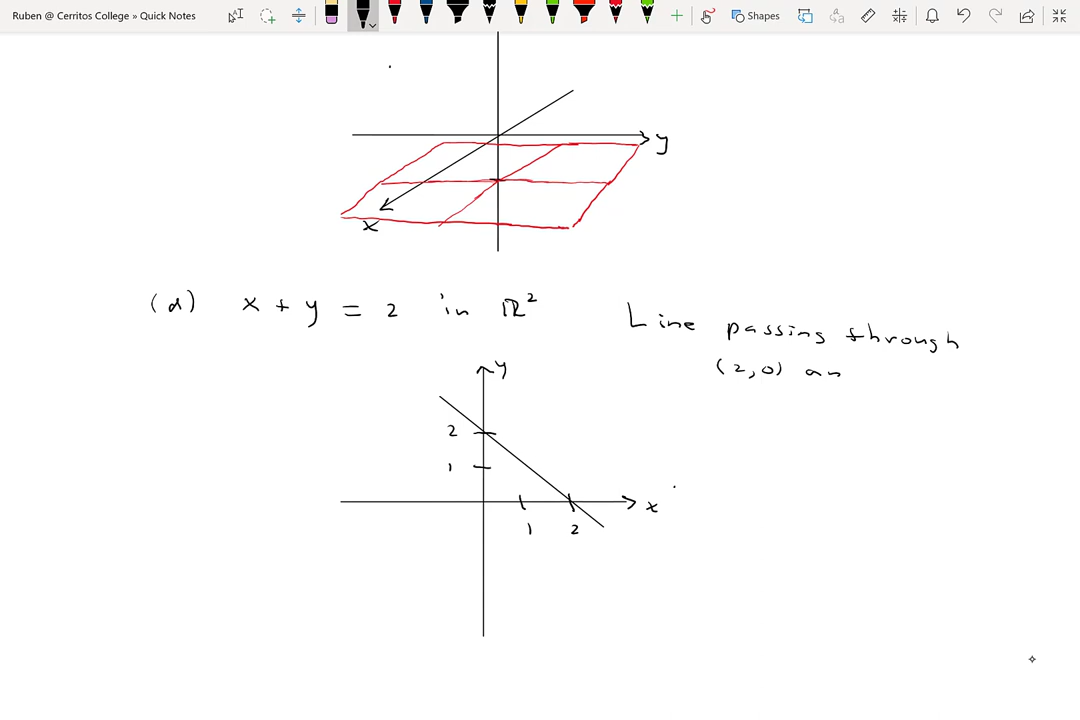 Ruben @ Cerritos College » Quick Notes
Shapes
y
x
(d) x + y = 2 in ℝ²
Line passing through
(2,0) an
y
2
1
x
1 2